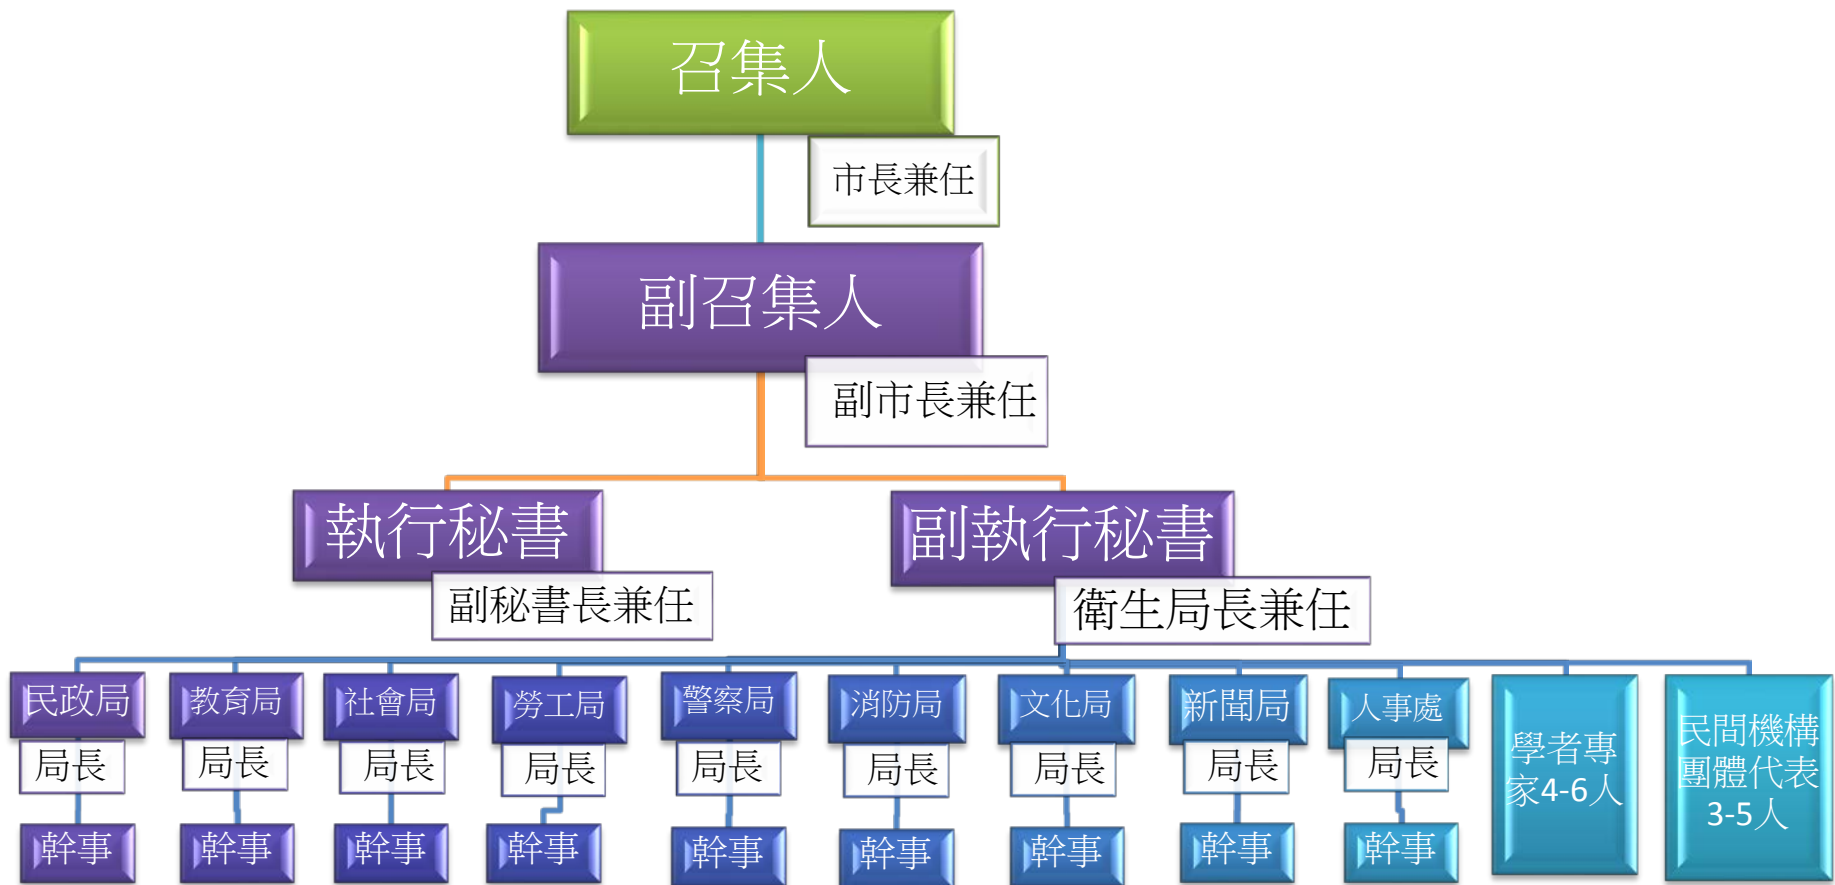 召集人
市長兼任
副召集人
副市長兼任
執行秘書
副秘書長兼任
副執行秘書
衛生局長兼任
民政局
局長
幹事
教育局
局長
幹事
社會局
局長
幹事
勞工局
局長
幹事
警察局
局長
幹事
消防局
局長
幹事
文化局
局長
幹事
新聞局
局長
幹事
人事處
局長
幹事
學者專
家4-6人
民間機構
團體代表
3-5人